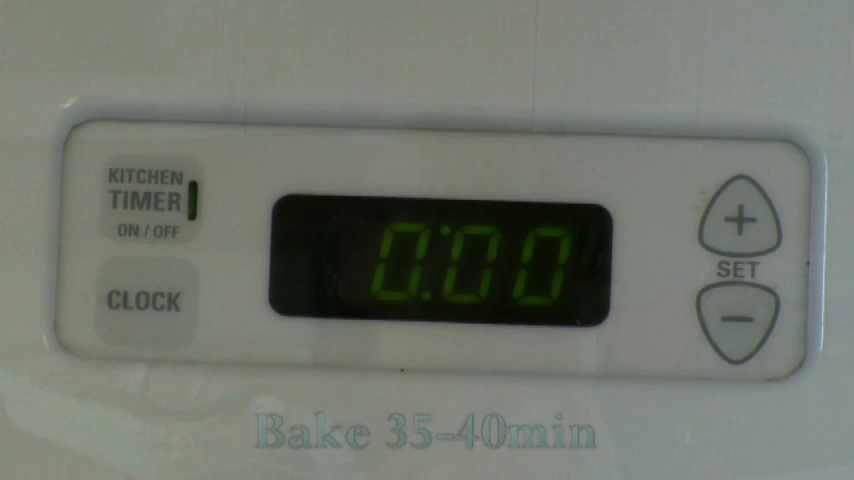 KITCHEN
TIMER
ON / OFF
CLOCK
0:00
+
SET
−
Bake 35-40min